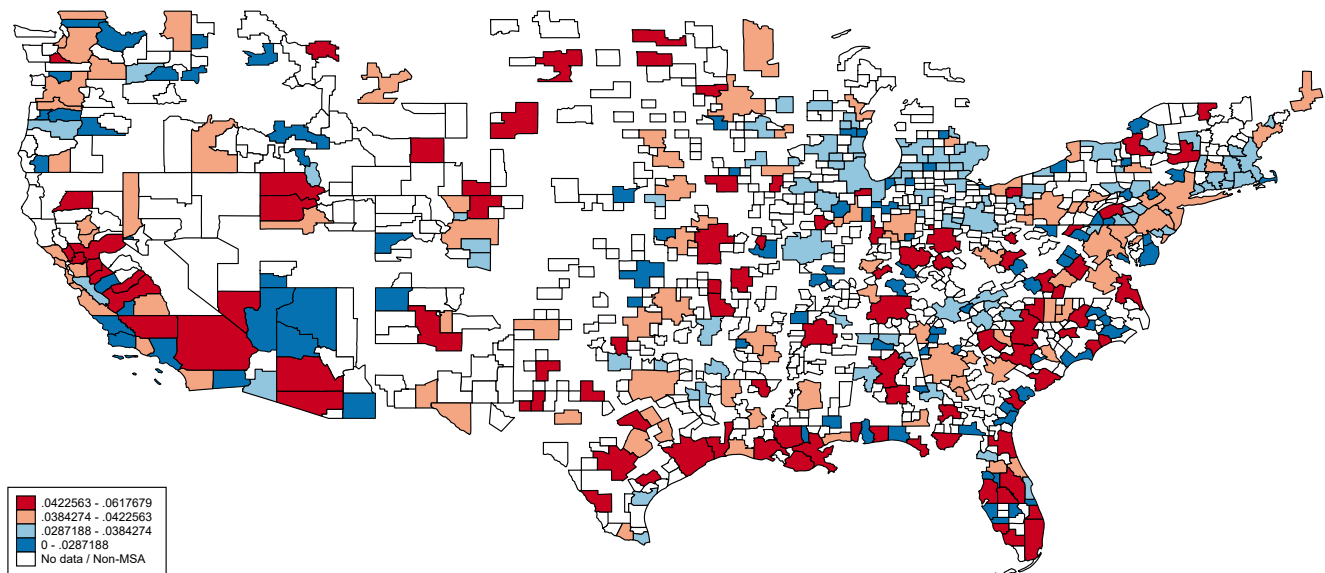 .0422563 - .0617679
.0384274 - .0422563
.0287188 - .0384274
0 - .0287188
No data / Non-MSA